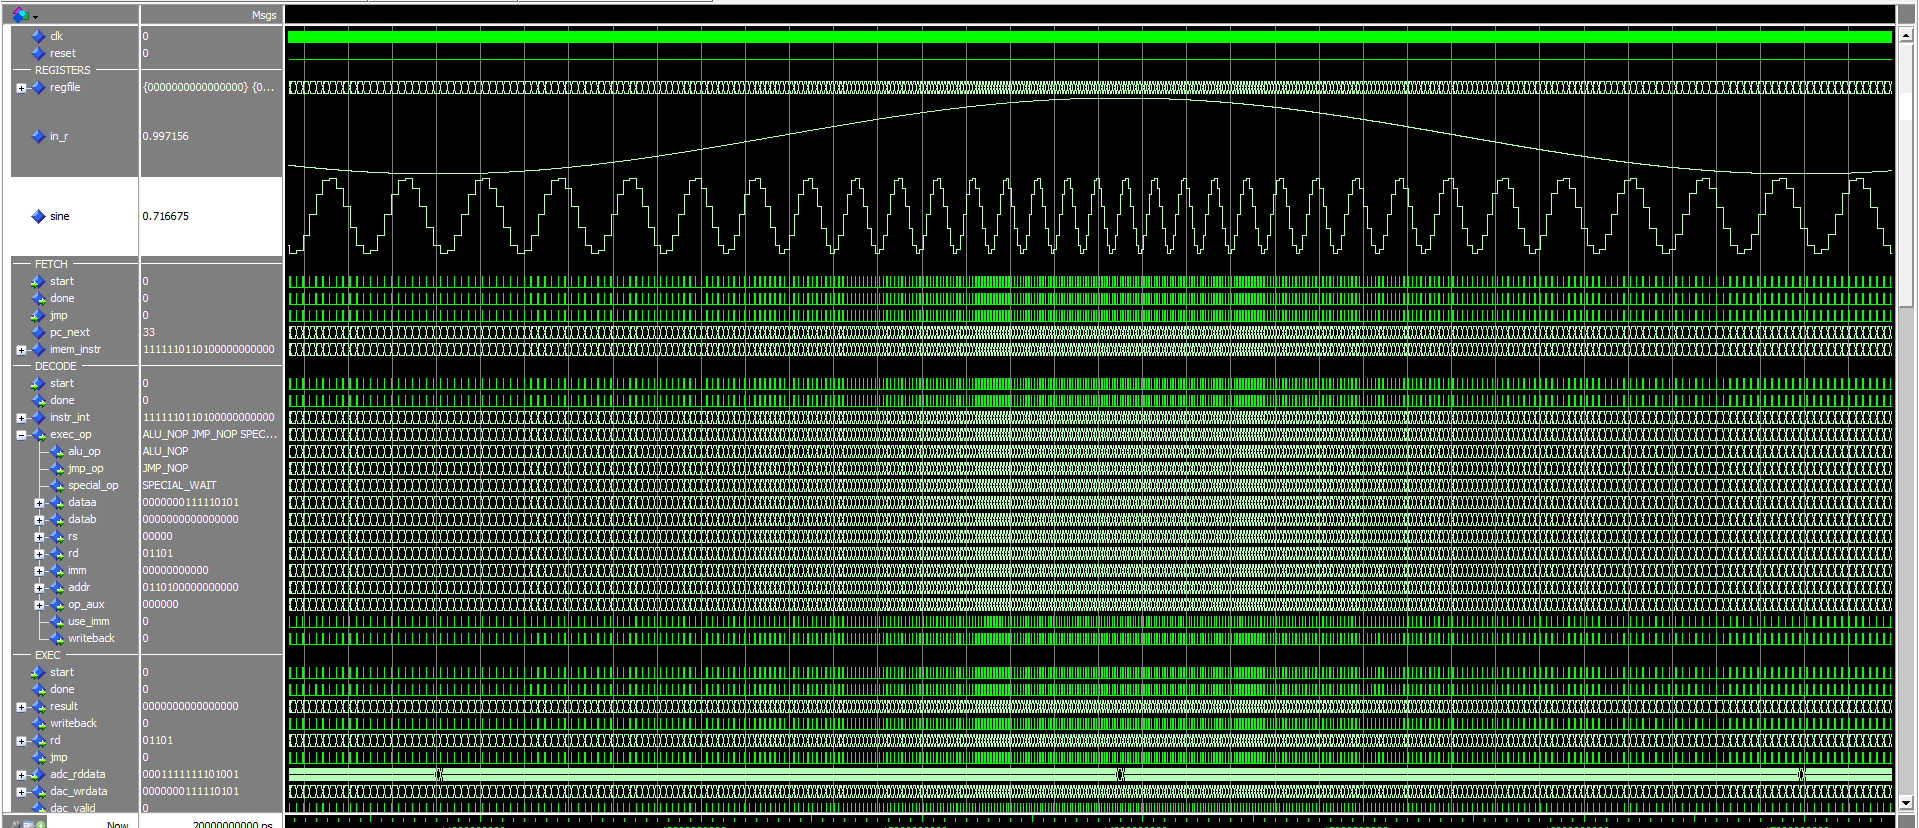 Msgs
clk 0
reset 0
REGISTERS
regfile {0000000000000000} {0...
in_r 0.997156
sine 0.716675
FETCH
start 0
done 0
jmp 0
pc_next 33
imem_instr 1111110110100000000000
DECODE
start 0
done 0
instr_int 1111110110100000000000
exec_op ALU_NOP JMP_NOP SPEC...
alu_op ALU_NOP
jmp_op JMP_NOP
special_op SPECIAL_WAIT
dataa 0000000111110101
datab 0000000000000000
rs 00000
rd 01101
imm 00000000000
addr 0110100000000000
op_aux 000000
use_imm 0
writeback 0
EXEC
start 0
done 0
result 0000000000000000
writeback 0
rd 01101
jmp 0
adc_rddata 0001111111101001
dac_wrdata 0000000111110101
dac_valid 0
Now 20000000000 ps